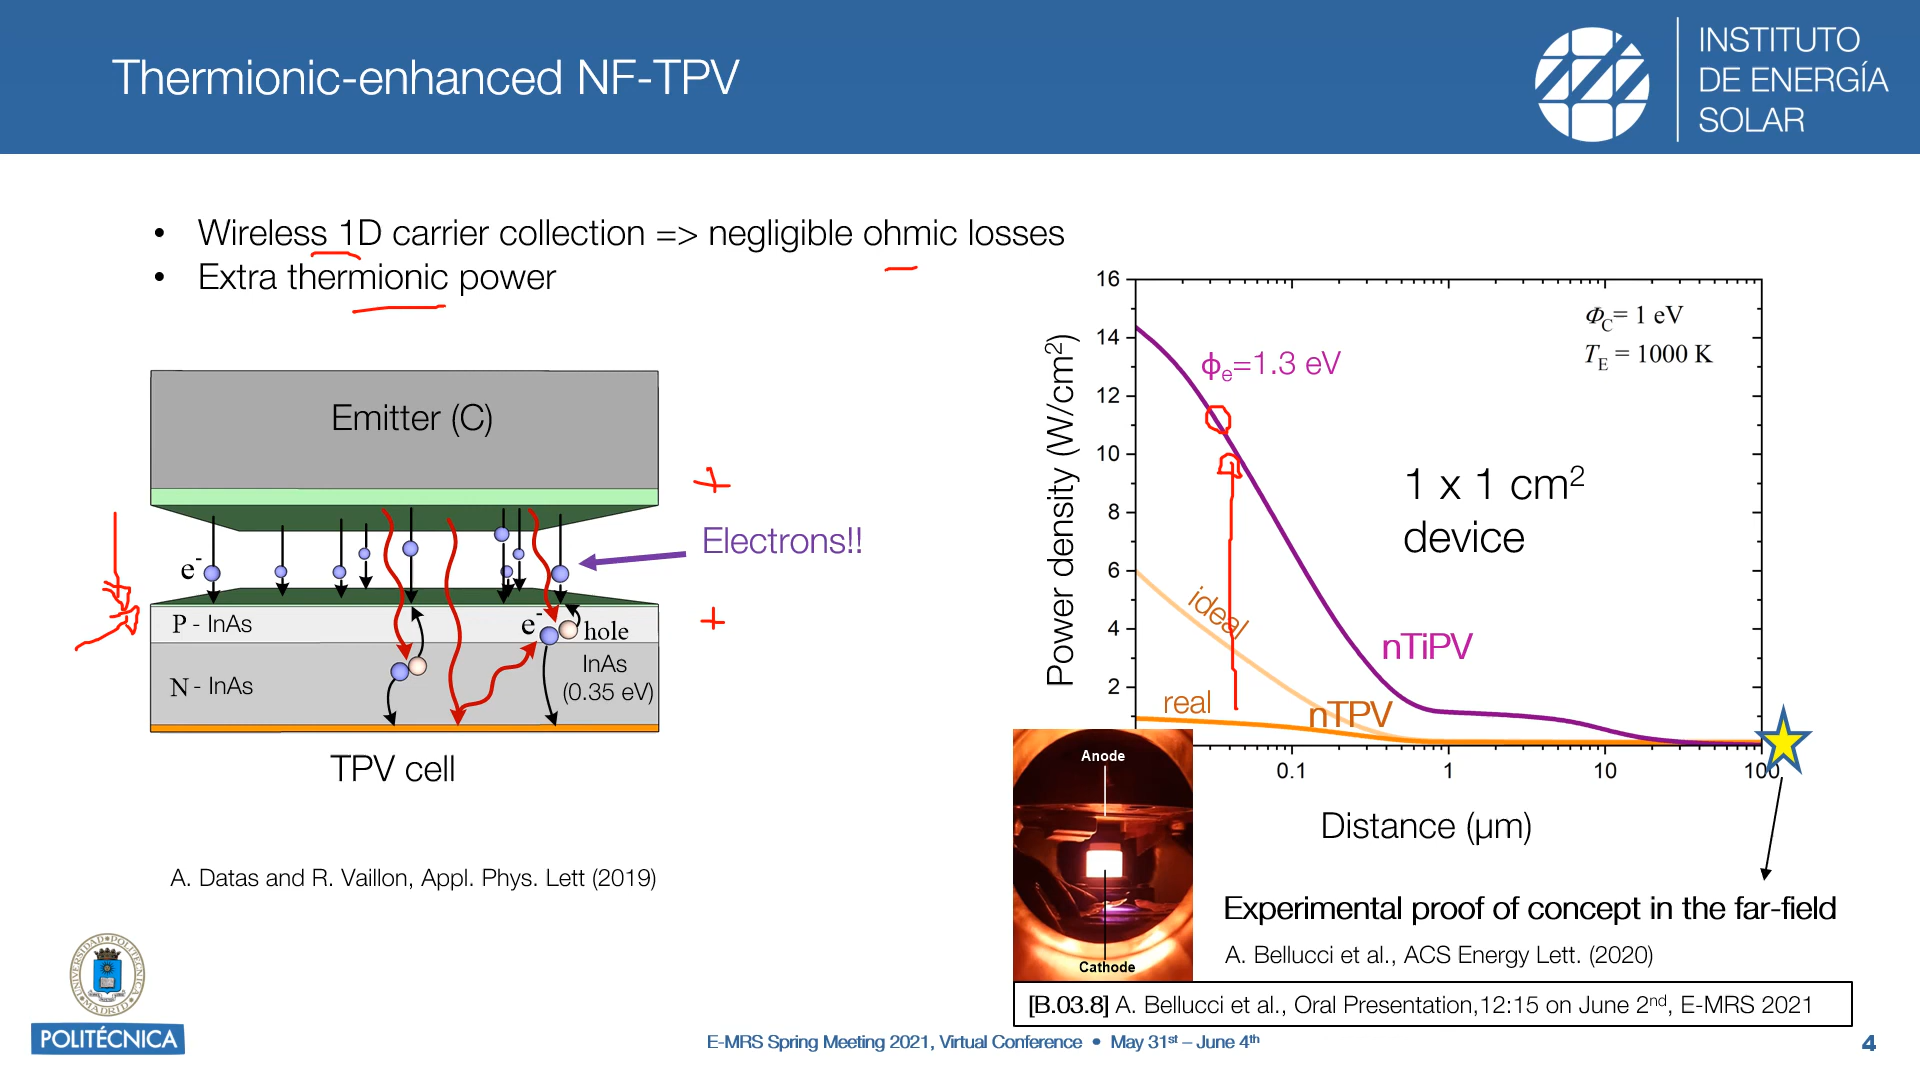 Thermionic-enhanced NF-TPV
INSTITUTO
DE ENERGÍA
SOLAR
• Wireless 1D carrier collection => negligible ohmic losses
• Extra thermionic power
Emitter (C)
Electrons!!
e-
P - InAs
e-
hole
N - InAs
InAs
(0.35 eV)
TPV cell
A. Datas and R. Vaillon, Appl. Phys. Lett (2019)
Power density (W/cm²)
16
14
12
10
8
6
4
2
ΦC= 1 eV
TE = 1000 K
ϕe=1.3 eV
1 x 1 cm²
device
ideal
nTiPV
real
nTPV
0.1
1
10
100
Distance (µm)
Anode
Cathode
Experimental proof of concept in the far-field
A. Bellucci et al., ACS Energy Lett. (2020)
[B.03.8] A. Bellucci et al., Oral Presentation,12:15 on June 2nd, E-MRS 2021
UNIVERSIDAD POLITÉCNICA
MADRID
POLITÉCNICA
E-MRS Spring Meeting 2021, Virtual Conference • May 31st – June 4th
4